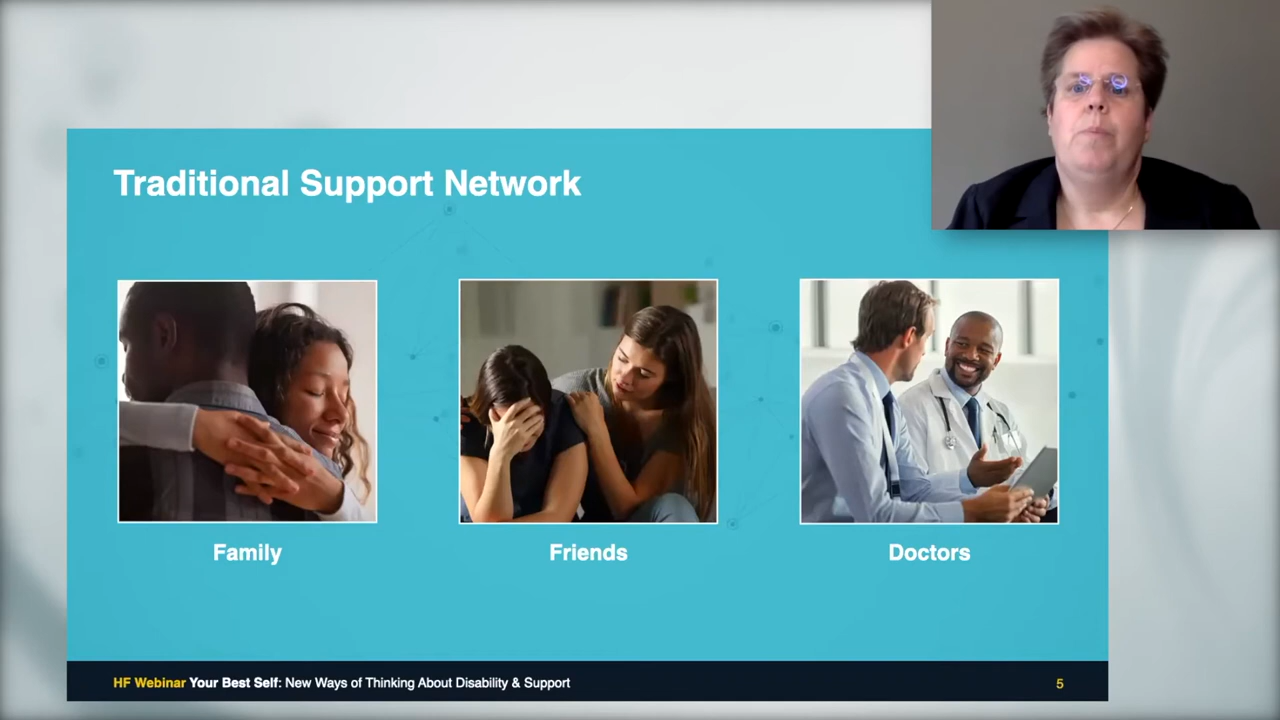 Traditional Support Network
Family
Friends
Doctors
HF Webinar Your Best Self: New Ways of Thinking About Disability & Support
5